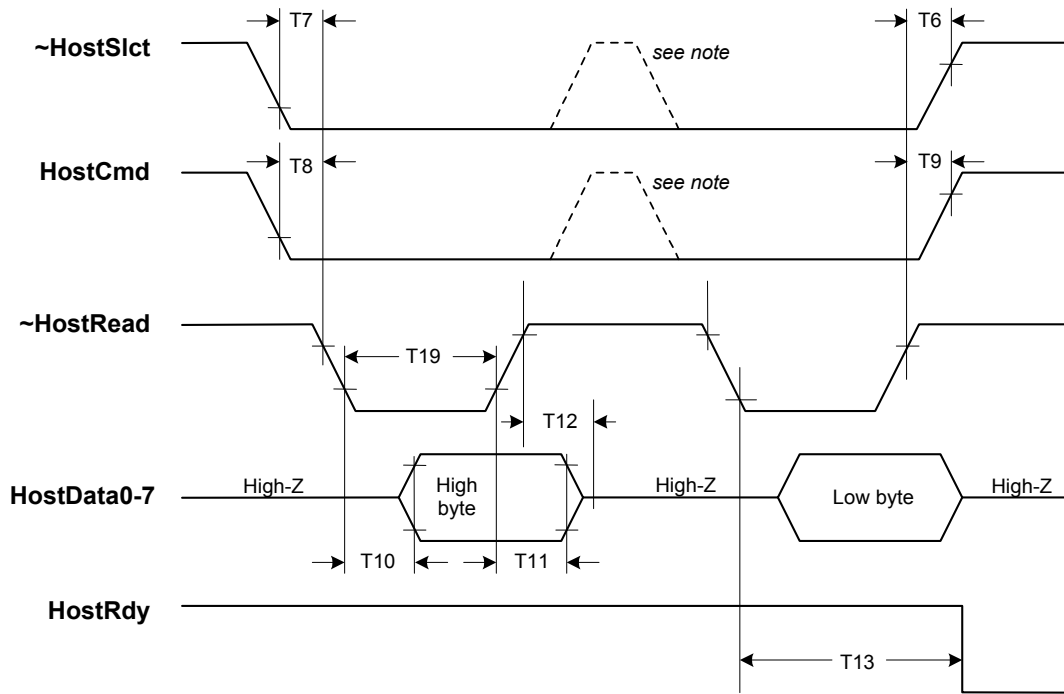 T7
T6
~HostSlct
see note
T8
T9
HostCmd
see note
~HostRead
T19
T12
HostData0-7
High-Z
High
byte
High-Z
Low byte
High-Z
T10
T11
HostRdy
T13